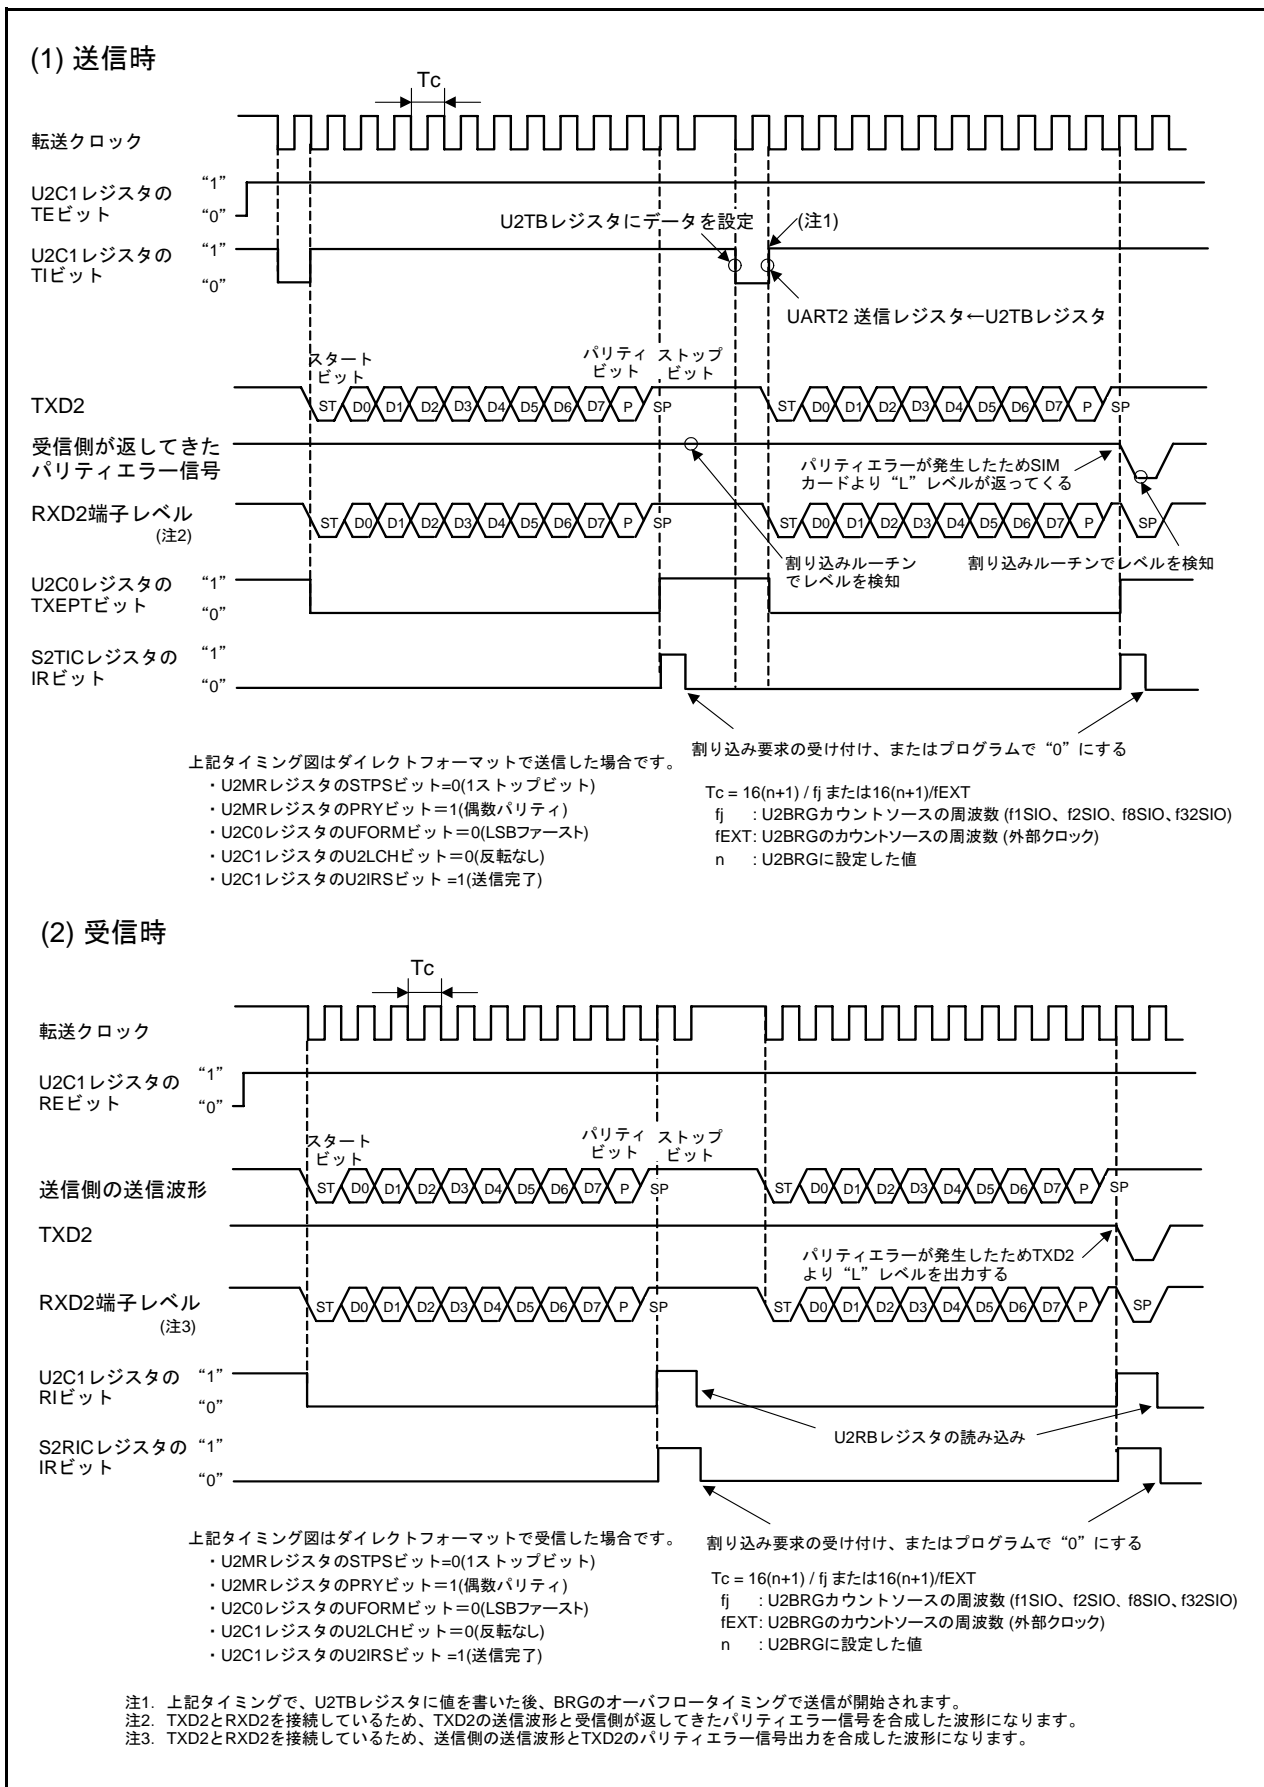 (1) 送信時
Tc
転送クロック
U2C1レジスタの
TEビット
“1”
“0”
U2TBレジスタにデータを設定
(注1)
U2C1レジスタの
TIビット
“1”
“0”
UART2 送信レジスタ←U2TBレジスタ
スタート
ビット
パリティ
ビット
ストップ
ビット
TXD2
ST D0 D1 D2 D3 D4 D5 D6 D7 P SP
ST D0 D1 D2 D3 D4 D5 D6 D7 P SP
受信側が返してきた
パリティエラー信号
パリティエラーが発生したためSIM
カードより“L”レベルが返ってくる
RXD2端子レベル
(注2)
ST D0 D1 D2 D3 D4 D5 D6 D7 P SP
ST D0 D1 D2 D3 D4 D5 D6 D7 P SP
割り込みルーチン
でレベルを検知
割り込みルーチンでレベルを検知
U2C0レジスタの
TXEPTビット
“1”
“0”
S2TICレジスタの
IRビット
“1”
“0”
割り込み要求の受け付け、またはプログラムで“0”にする
上記タイミング図はダイレクトフォーマットで送信した場合です。
・U2MRレジスタのSTPSビット=0(1ストップビット)
・U2MRレジスタのPRYビット＝1(偶数パリティ)
・U2C0レジスタのUFORMビット＝0(LSBファースト)
・U2C1レジスタのU2LCHビット＝0(反転なし)
・U2C1レジスタのU2IRSビット =1(送信完了)
Tc = 16(n+1) / fj または16(n+1)/fEXT
fj : U2BRGカウントソースの周波数 (f1SIO、f2SIO、f8SIO、f32SIO)
fEXT: U2BRGのカウントソースの周波数 (外部クロック)
n : U2BRGに設定した値
(2) 受信時
Tc
転送クロック
U2C1レジスタの
REビット
“1”
“0”
スタート
ビット
パリティ
ビット
ストップ
ビット
送信側の送信波形
ST D0 D1 D2 D3 D4 D5 D6 D7 P SP
ST D0 D1 D2 D3 D4 D5 D6 D7 P SP
TXD2
パリティエラーが発生したためTXD2
より“L”レベルを出力する
RXD2端子レベル
(注3)
ST D0 D1 D2 D3 D4 D5 D6 D7 P SP
ST D0 D1 D2 D3 D4 D5 D6 D7 P SP
U2C1レジスタの
RIビット
“1”
“0”
U2RBレジスタの読み込み
S2RICレジスタの
IRビット
“1”
“0”
割り込み要求の受け付け、またはプログラムで“0”にする
上記タイミング図はダイレクトフォーマットで受信した場合です。
・U2MRレジスタのSTPSビット=0(1ストップビット)
・U2MRレジスタのPRYビット＝1(偶数パリティ)
・U2C0レジスタのUFORMビット＝0(LSBファースト)
・U2C1レジスタのU2LCHビット＝0(反転なし)
・U2C1レジスタのU2IRSビット =1(送信完了)
Tc = 16(n+1) / fj または16(n+1)/fEXT
fj : U2BRGカウントソースの周波数 (f1SIO、f2SIO、f8SIO、f32SIO)
fEXT: U2BRGのカウントソースの周波数 (外部クロック)
n : U2BRGに設定した値
注1. 上記タイミングで、U2TBレジスタに値を書いた後、BRGのオーバフロータイミングで送信が開始されます。
注2. TXD2とRXD2を接続しているため、TXD2の送信波形と受信側が返してきたパリティエラー信号を合成した波形になります。
注3. TXD2とRXD2を接続しているため、送信側の送信波形とTXD2のパリティエラー信号出力を合成した波形になります。